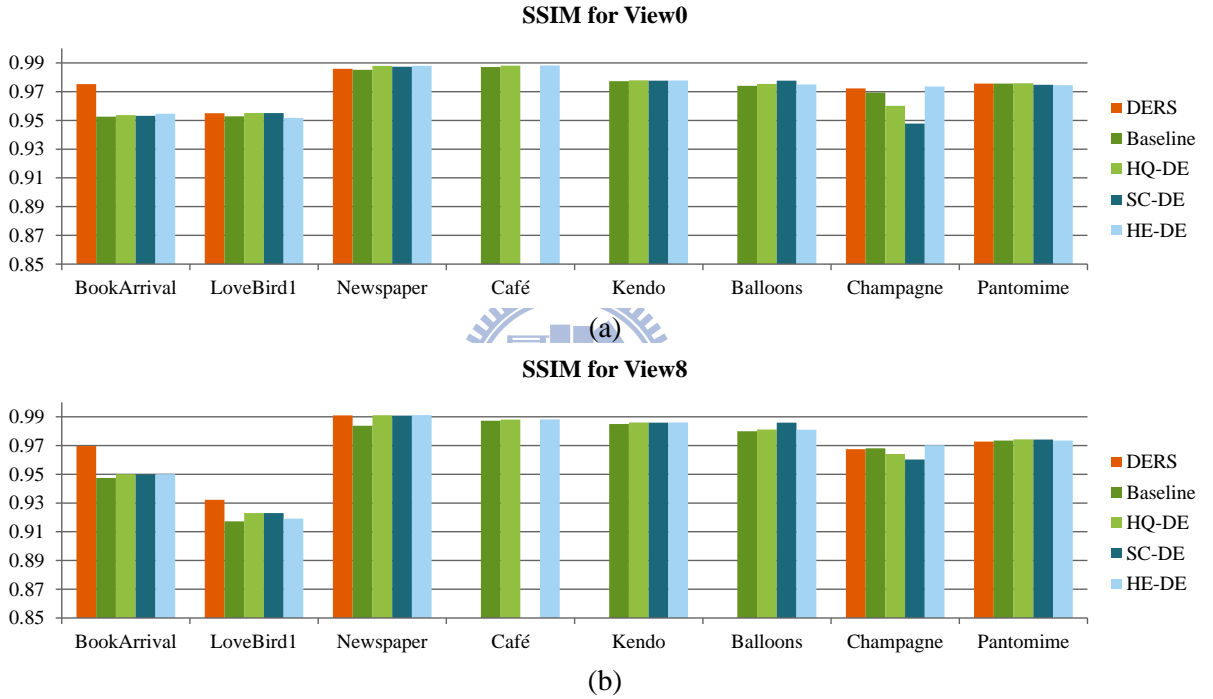 SSIM for View0
0.99
0.97
0.95
0.93
0.91
0.89
0.87
0.85
BookArrival LoveBird1 Newspaper Café Kendo Balloons Champagne Pantomime
DERS
Baseline
HQ-DE
SC-DE
HE-DE
(a)
SSIM for View8
0.99
0.97
0.95
0.93
0.91
0.89
0.87
0.85
BookArrival LoveBird1 Newspaper Café Kendo Balloons Champagne Pantomime
DERS
Baseline
HQ-DE
SC-DE
HE-DE
(b)